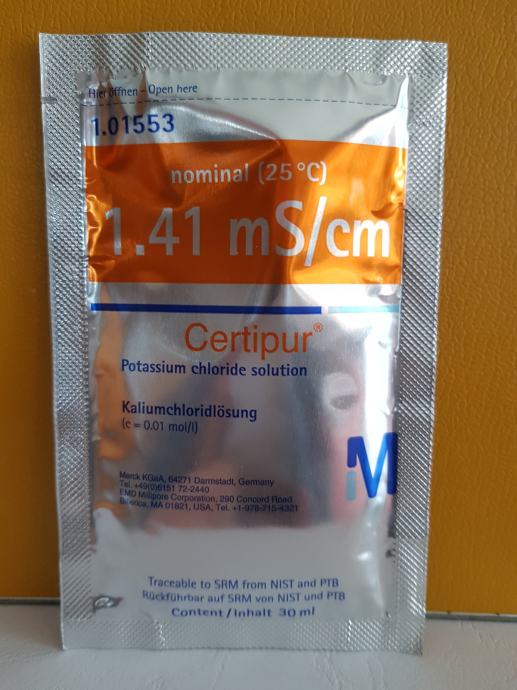 Hier öffnen - Open here
1.01553
nominal (25 °C)
1.41 mS/cm
Certipur®
Potassium chloride solution
Kaliumchloridlösung
(c = 0.01 mol/l)
M
Merck KGaA, 64271 Darmstadt, Germany
Tel. +49(0)6151 72-2440
EMD Millipore Corporation, 290 Concord Road
Billerica, MA 01821, USA, Tel. +1-978-715-4321
Traceable to SRM from NIST and PTB
Rückführbar auf SRM von NIST und PTB
Content/Inhalt 30 ml